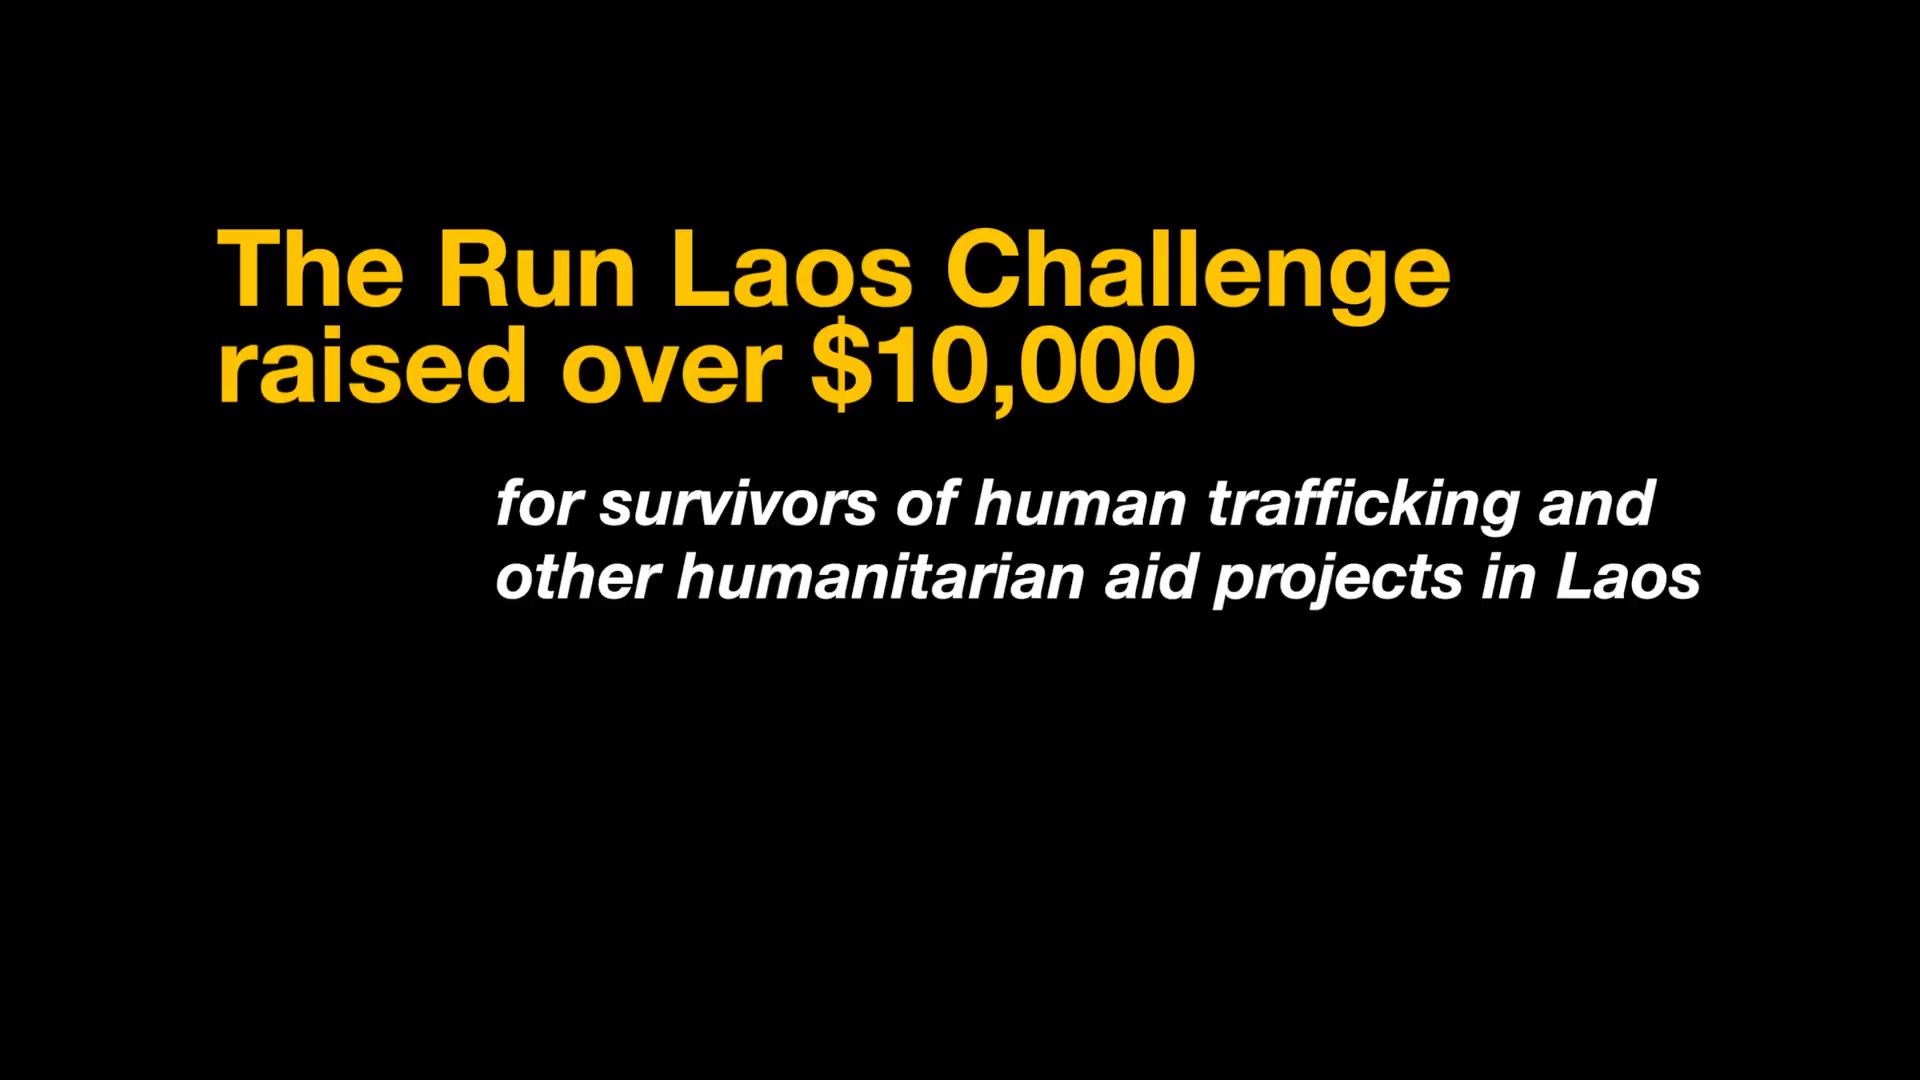 The Run Laos Challenge
raised over $10,000
for survivors of human trafficking and
other humanitarian aid projects in Laos